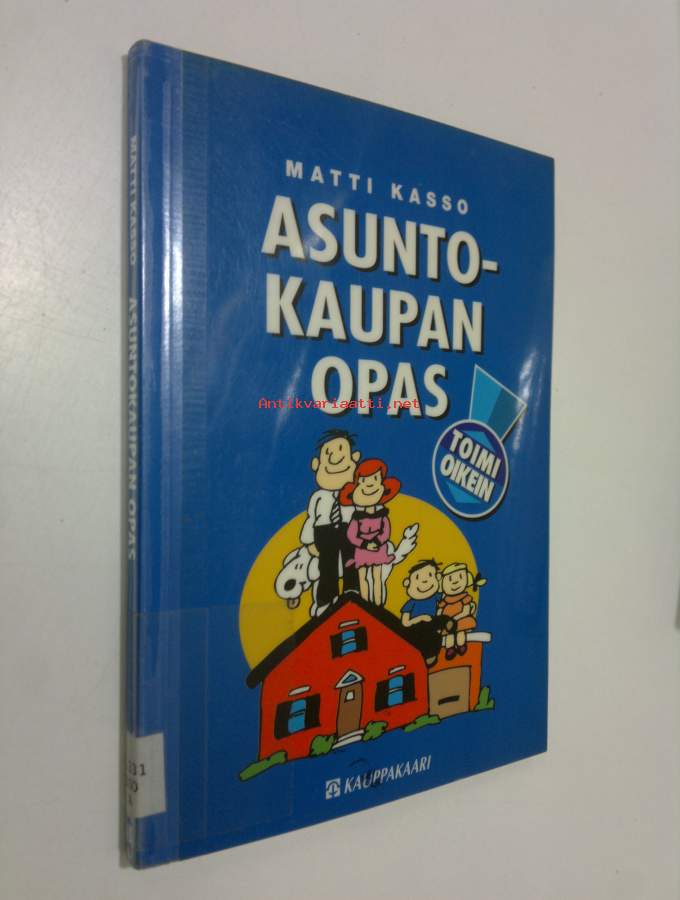 MATTI KASSO
ASUNTO-
KAUPAN
OPAS
Antikvariaatti.net
TOIMI
OIKEIN
KAUPPAKAARI
MATTI KASSO ASUNTOKAUPAN OPAS